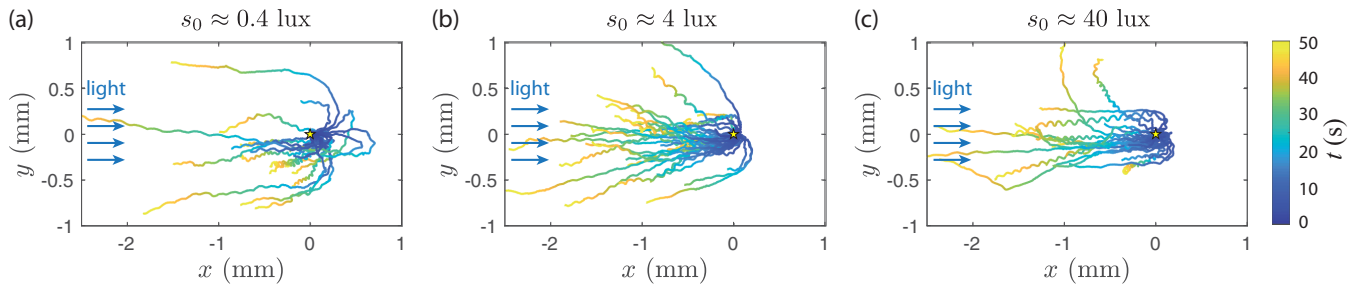 (a)
s₀ ≈ 0.4 lux
1
0.5
0
-0.5
-1
y (mm)
light
-2
-1
0
1
x (mm)
(b)
s₀ ≈ 4 lux
1
0.5
0
-0.5
-1
y (mm)
light
-2
-1
0
1
x (mm)
(c)
s₀ ≈ 40 lux
1
0.5
0
-0.5
-1
y (mm)
light
-2
-1
0
1
x (mm)
50
40
30
20
10
0
t (s)